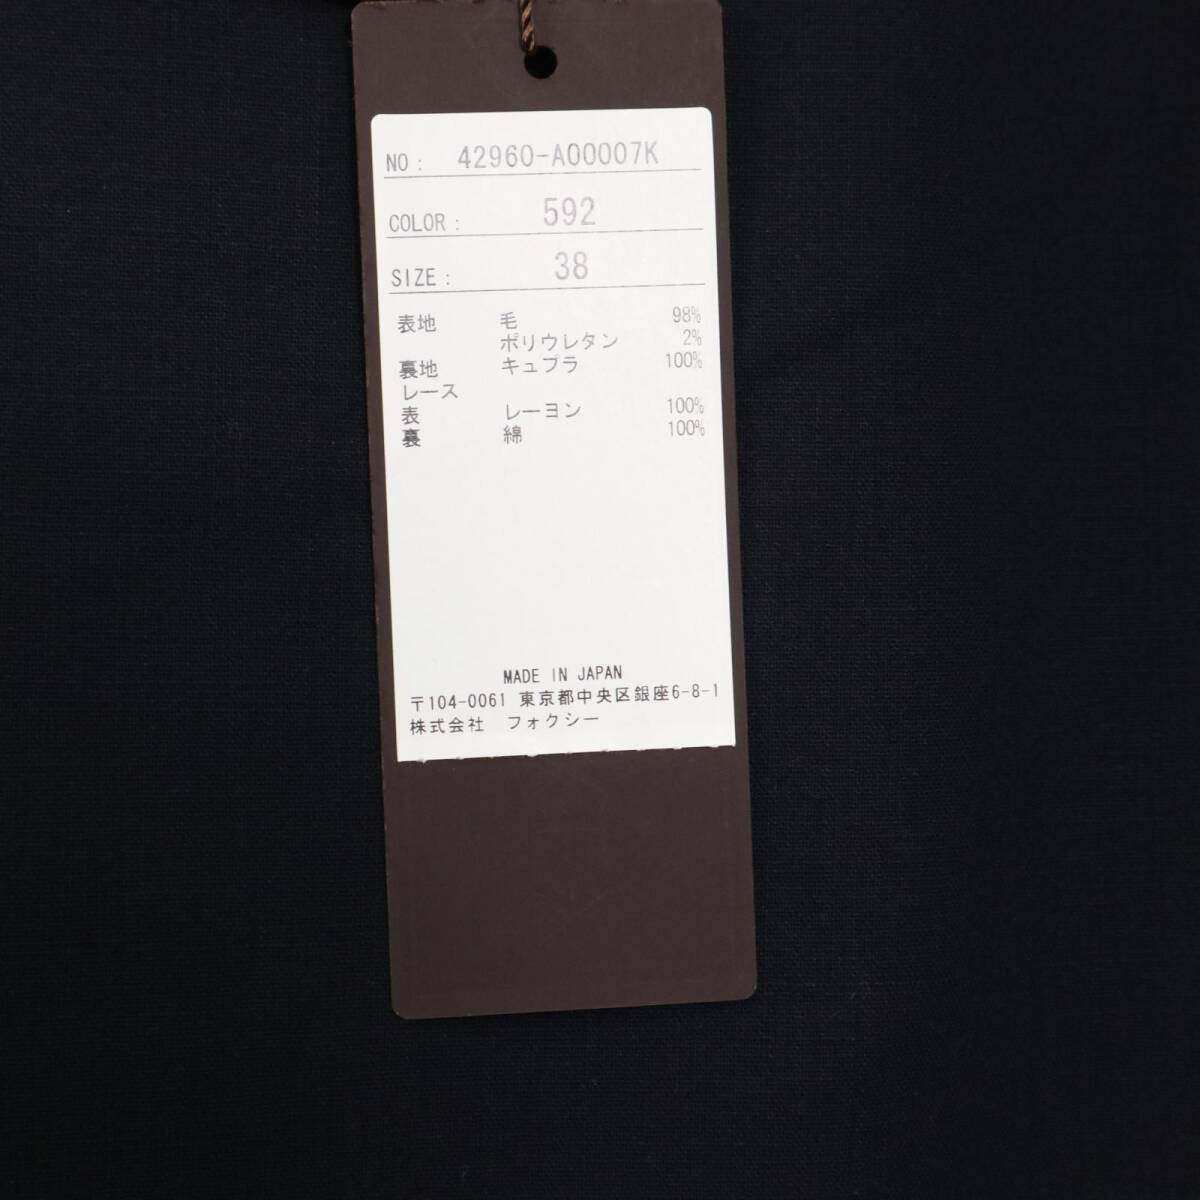 NO : 42960-A00007K
COLOR : 592
SIZE : 38
表地 毛 98%
ポリウレタン 2%
裏地 キュプラ 100%
レース
表 レーヨン 100%
裏 綿 100%
MADE IN JAPAN
〒104-0061 東京都中央区銀座6-8-1
株式会社 フォクシー